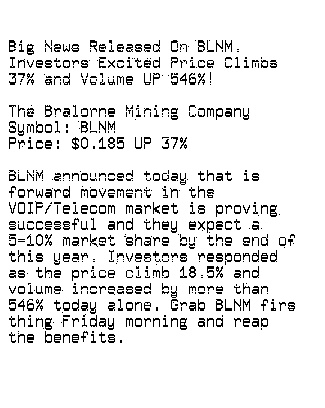 Big News Released On BLNM.
Investors Excited Price Climbs
37% and Volume UP 546%!
The Bralorne Mining Company
Symbol: BLNM
Price: $0.185 UP 37%
BLNM announced today that is
forward movement in the
VOIP/Telecom market is proving
successful and they expect a
5-10% market share by the end of
this year. Investors responded
as the price climb 18.5% and
volume increased by more than
546% today alone. Grab BLNM firs
thing Friday morning and reap
the benefits.